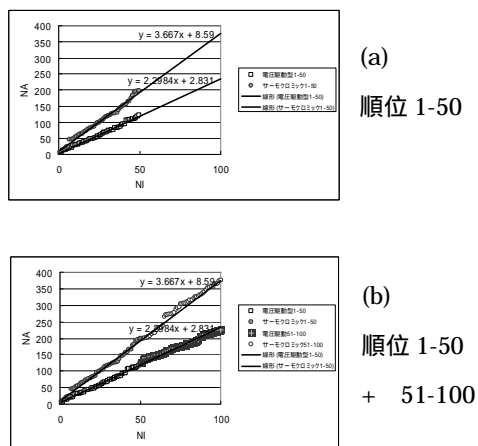 400
350
300
250
200
150
100
50
0
NA
y = 3.667x + 8.59
y = 2.2984x + 2.831
0 50 100
NI
電圧駆動型1-50
サーモクロミック1-50
線形 (電圧駆動型1-50)
線形 (サーモクロミック1-50)
(a)
順位 1-50
400
350
300
250
200
150
100
50
0
NA
y = 3.667x + 8.59
y = 2.2984x + 2.831
0 50 100
NI
電圧駆動型1-50
サーモクロミック1-50
電圧駆動51-100
サーモクロミック51-100
線形 (電圧駆動型1-50)
線形 (サーモクロミック1-50)
(b)
順位 1-50
+ 51-100